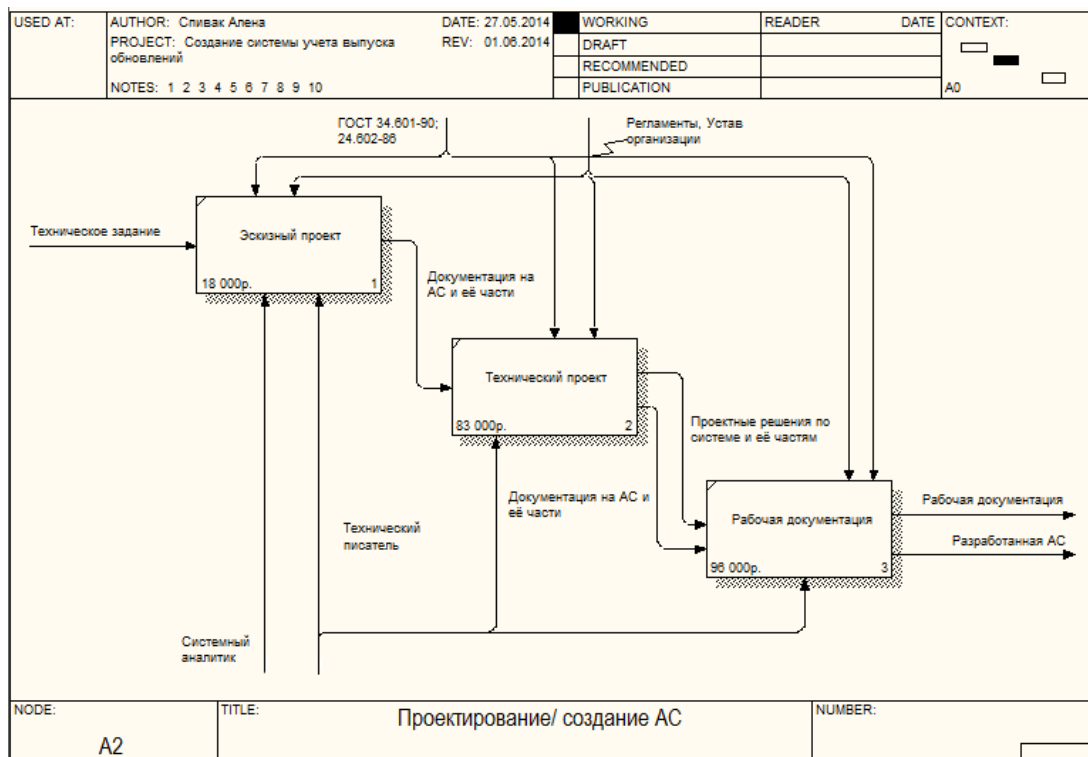 USED AT:
AUTHOR: Спивак Алена
DATE: 27.05.2014
WORKING
READER
DATE
CONTEXT:
PROJECT: Создание системы учета выпуска
обновлений
REV: 01.06.2014
DRAFT
RECOMMENDED
NOTES: 1 2 3 4 5 6 7 8 9 10
PUBLICATION
A0
ГОСТ 34.601-90;
24.602-86
Регламенты, Устав
организации
Техническое задание
Эскизный проект
18 000р.
1
Документация на
АС и её части
Технический проект
83 000р.
2
Проектные решения по
системе и её частям
Документация на АС и
её части
Рабочая документация
96 000р.
3
Рабочая документация
Разработанная АС
Технический
писатель
Системный
аналитик
NODE:
A2
TITLE:
Проектирование/ создание АС
NUMBER: